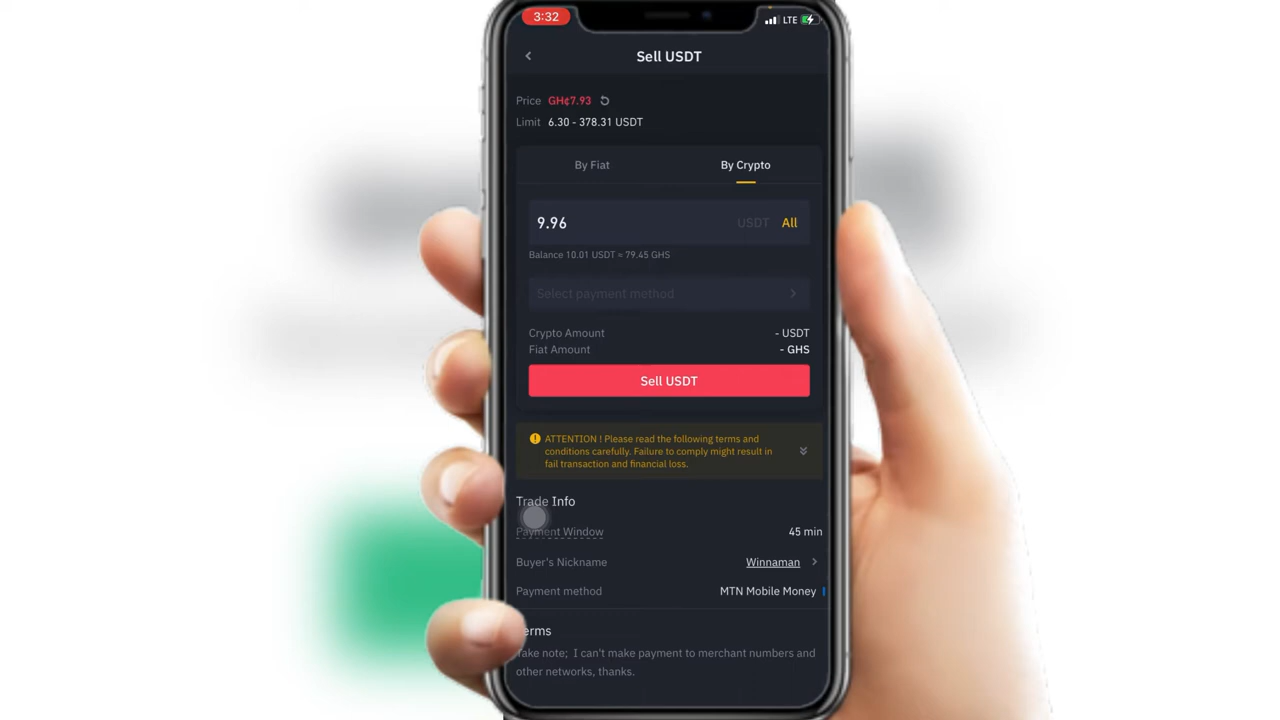 3:32
LTE
Sell USDT
Price GH¢7.93
Limit 6.30 - 378.31 USDT
By Fiat By Crypto
9.96 USDT All
Balance 10.01 USDT ≈ 79.45 GHS
Select payment method
Crypto Amount - USDT
Fiat Amount - GHS
Sell USDT
ATTENTION ! Please read the following terms and
conditions carefully. Failure to comply might result in
fail transaction and financial loss.
Trade Info
Payment Window 45 min
Buyer's Nickname Winnaman
Payment method MTN Mobile Money
Terms
Take note; I can't make payment to merchant numbers and
other networks, thanks.